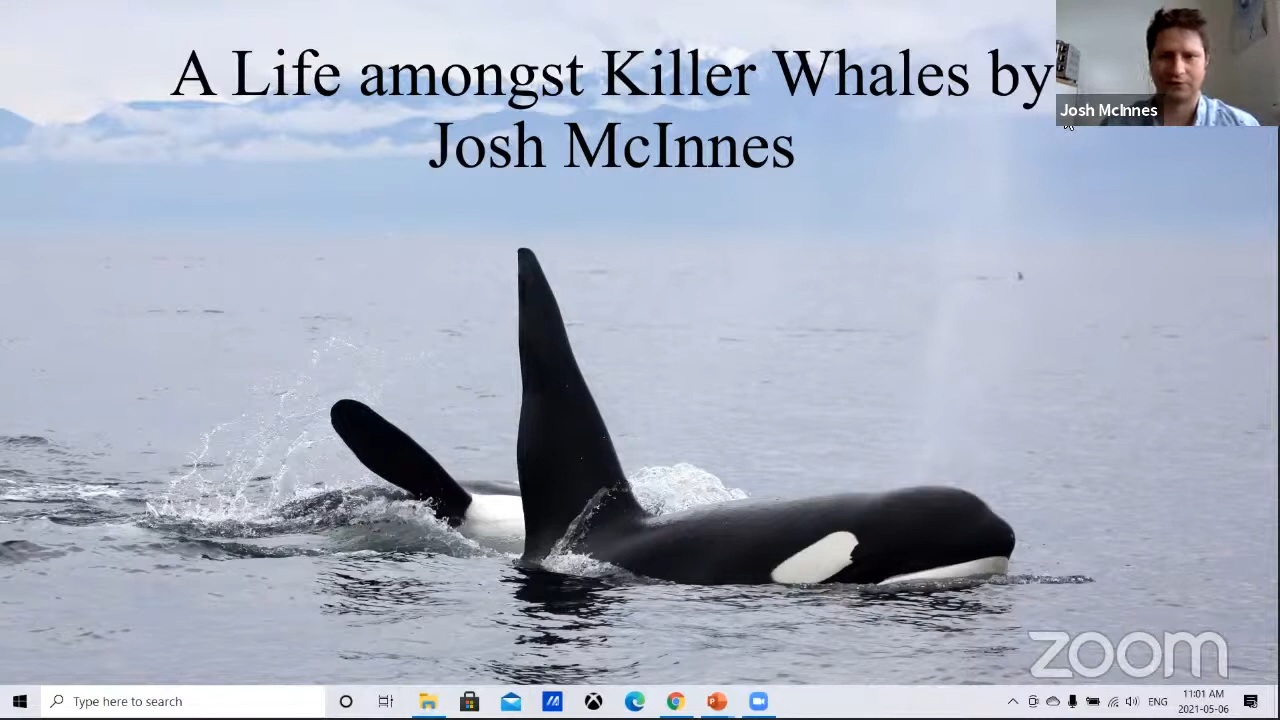 A Life amongst Killer Whales by
Josh McInnes
Josh McInnes
zoom
Type here to search
ENG
11:01 AM
2021-05-06